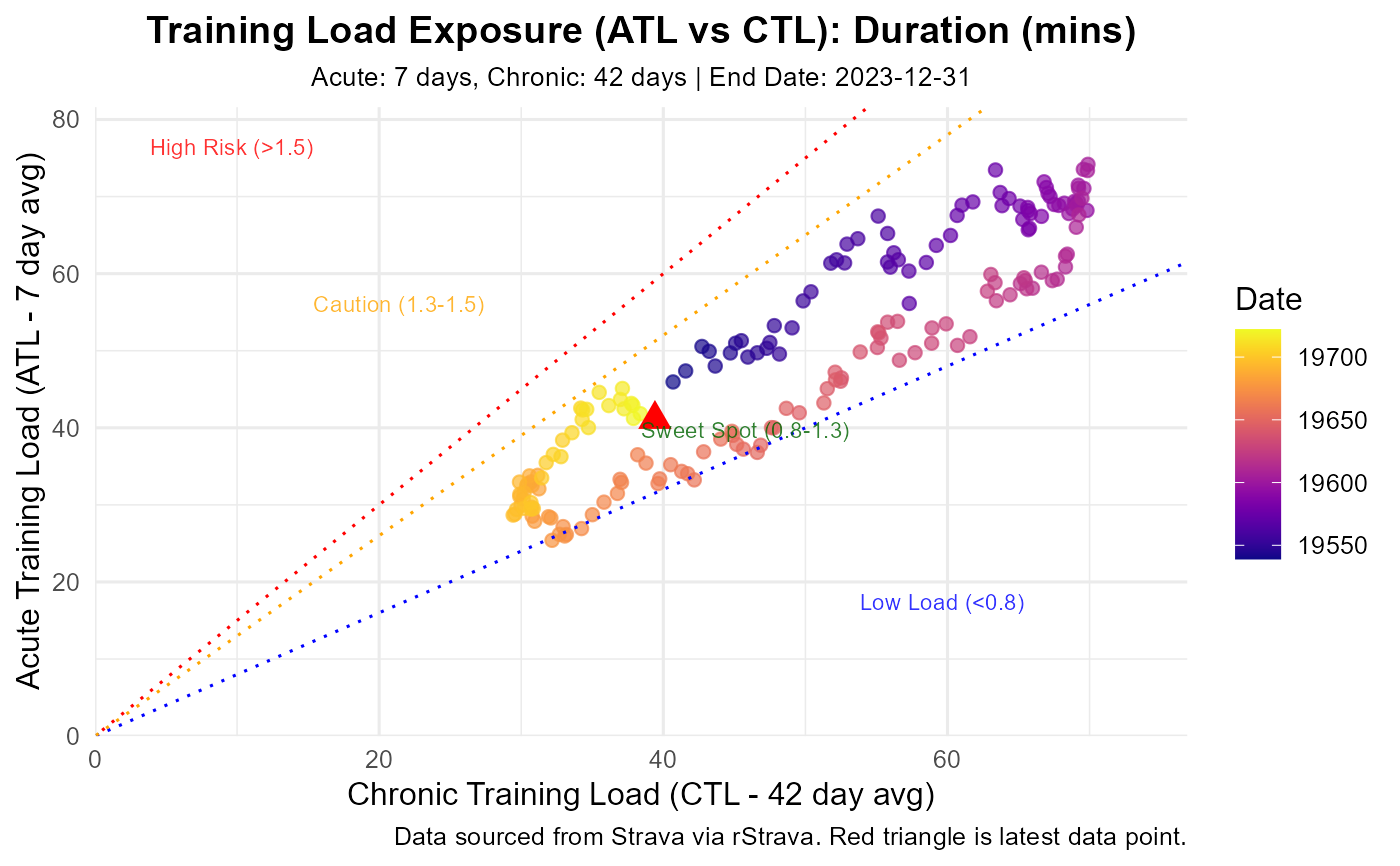 Training Load Exposure (ATL vs CTL): Duration (mins)
Acute: 7 days, Chronic: 42 days | End Date: 2023-12-31
Acute Training Load (ATL - 7 day avg)
80
60
40
20
0
High Risk (>1.5)
Caution (1.3-1.5)
Sweet Spot (0.8-1.3)
Low Load (<0.8)
0 20 40 60
Chronic Training Load (CTL - 42 day avg)
Data sourced from Strava via rStrava. Red triangle is latest data point.
Date
19700
19650
19600
19550